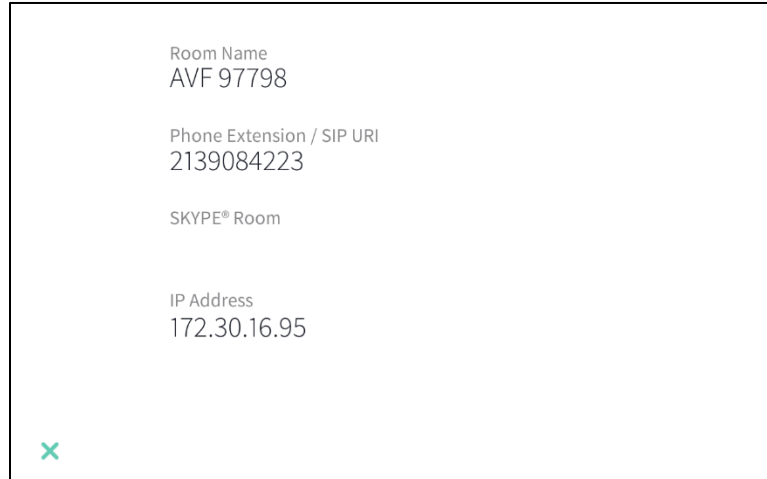 Room Name
AVF 97798
Phone Extension / SIP URI
2139084223
SKYPE® Room
IP Address
172.30.16.95